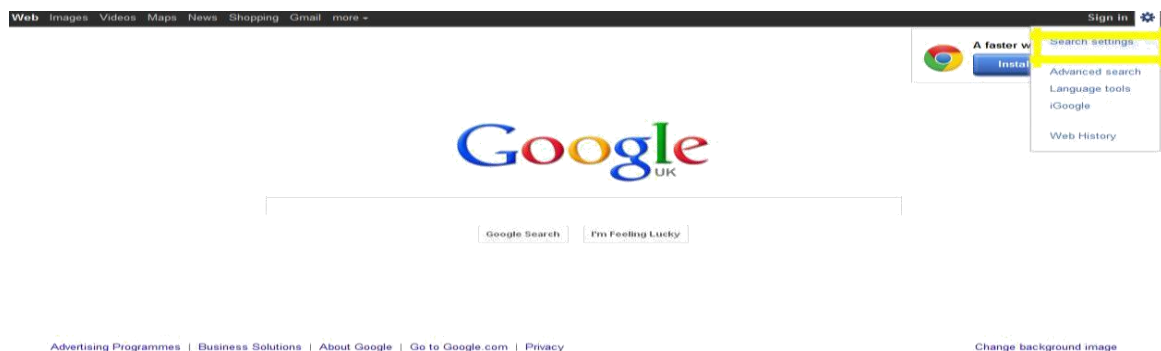 Web Images Videos Maps News Shopping Gmail more
Sign in
Search settings
A faster w
Instal
Advanced search
Language tools
iGoogle
Web History
Google
UK
Google Search I'm Feeling Lucky
Advertising Programmes | Business Solutions | About Google | Go to Google.com | Privacy
Change background image